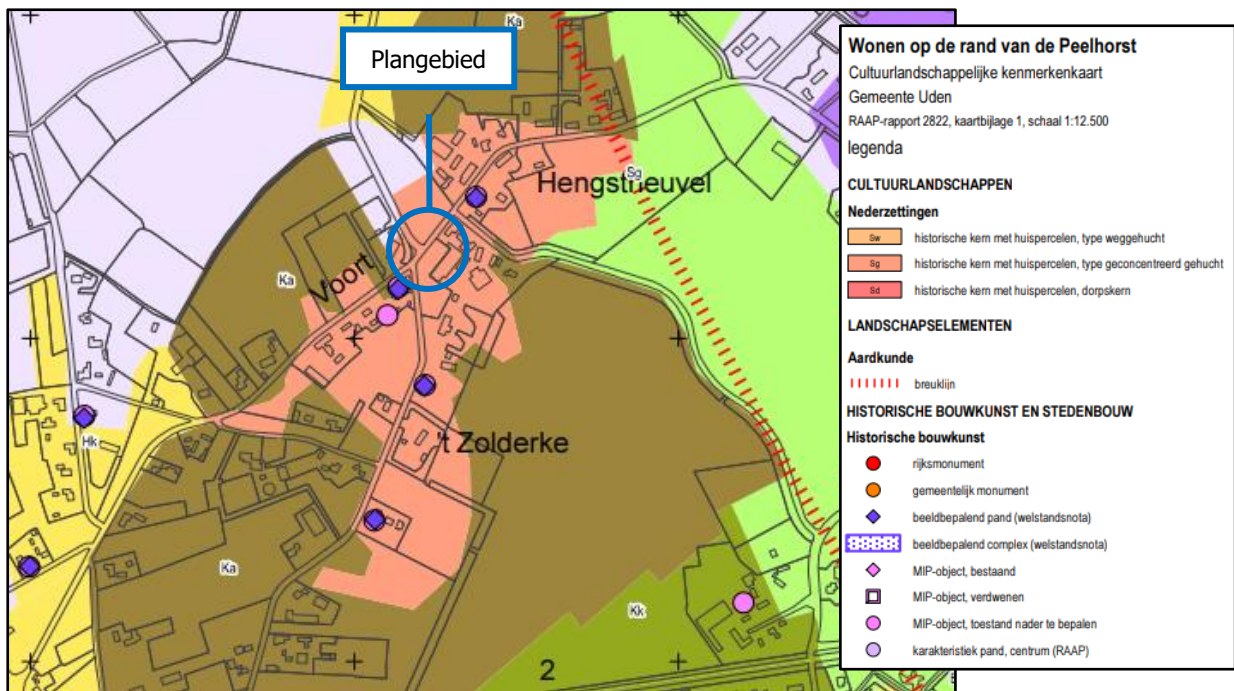 Ka
Plangebied
Sg
Hengstheuvel
Voort
Ka
't Zolderke
Hk
Ka
Kk
2
Wonen op de rand van de Peelhorst
Cultuurlandschappelijke kenmerkenkaart
Gemeente Uden
RAAP-rapport 2822, kaartbijlage 1, schaal 1:12.500
legenda
CULTUURLANDSCHAPPEN
Nederzettingen
Sw historische kern met huispercelen, type weggehucht
Sg historische kern met huispercelen, type geconcentreerd gehucht
Sd historische kern met huispercelen, dorpskern
LANDSCHAPSELEMENTEN
Aardkunde
breuklijn
HISTORISCHE BOUWKUNST EN STEDENBOUW
Historische bouwkunst
rijksmonument
gemeentelijk monument
beeldbepalend pand (welstandsnota)
beeldbepalend complex (welstandsnota)
MIP-object, bestaand
MIP-object, verdwenen
MIP-object, toestand nader te bepalen
karakteristiek pand, centrum (RAAP)